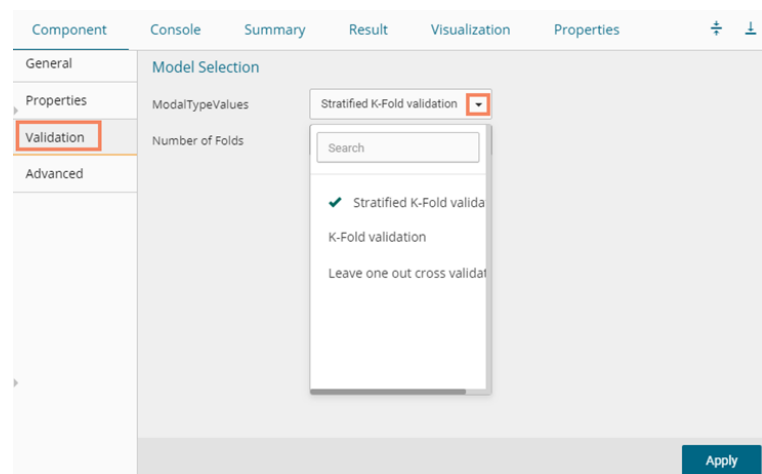 Component Console Summary Result Visualization Properties
General
Model Selection
Properties
ModalTypeValues Stratified K-Fold validation
Validation
Number of Folds
Search
Advanced
Stratified K-Fold valida
K-Fold validation
Leave one out cross validat
Apply